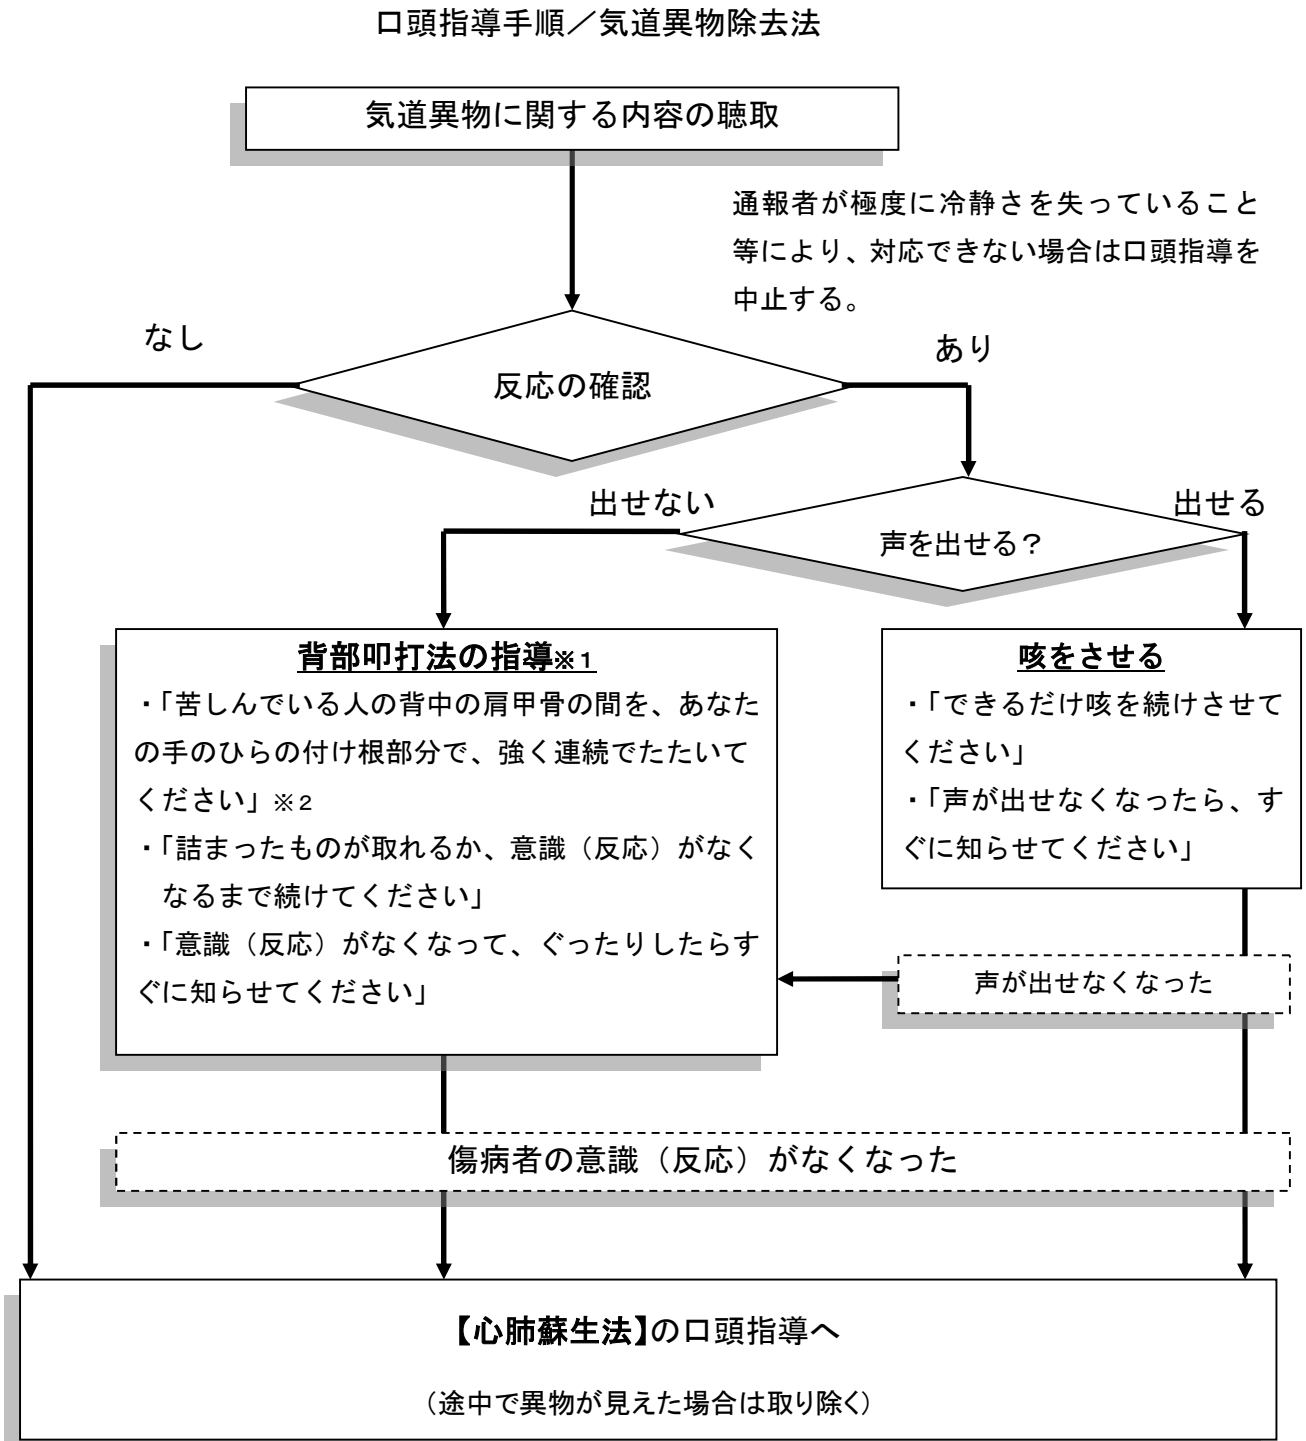 口頭指導手順／気道異物除去法
気道異物に関する内容の聴取
通報者が極度に冷静さを失っていること
等により、対応できない場合は口頭指導を
中止する。
なし
あり
反応の確認
出せない
出せる
声を出せる？
背部叩打法の指導※１
・「苦しんでいる人の背中の肩甲骨の間を、あなた
の手のひらの付け根部分で、強く連続でたたいて
ください」※２
・「詰まったものが取れるか、意識（反応）がなく
なるまで続けてください」
・「意識（反応）がなくなって、ぐったりしたらす
ぐに知らせてください」
咳をさせる
・「できるだけ咳を続けさせて
ください」
・「声が出せなくなったら、す
ぐに知らせてください」
声が出せなくなった
傷病者の意識（反応）がなくなった
【心肺蘇生法】の口頭指導へ
（途中で異物が見えた場合は取り除く）